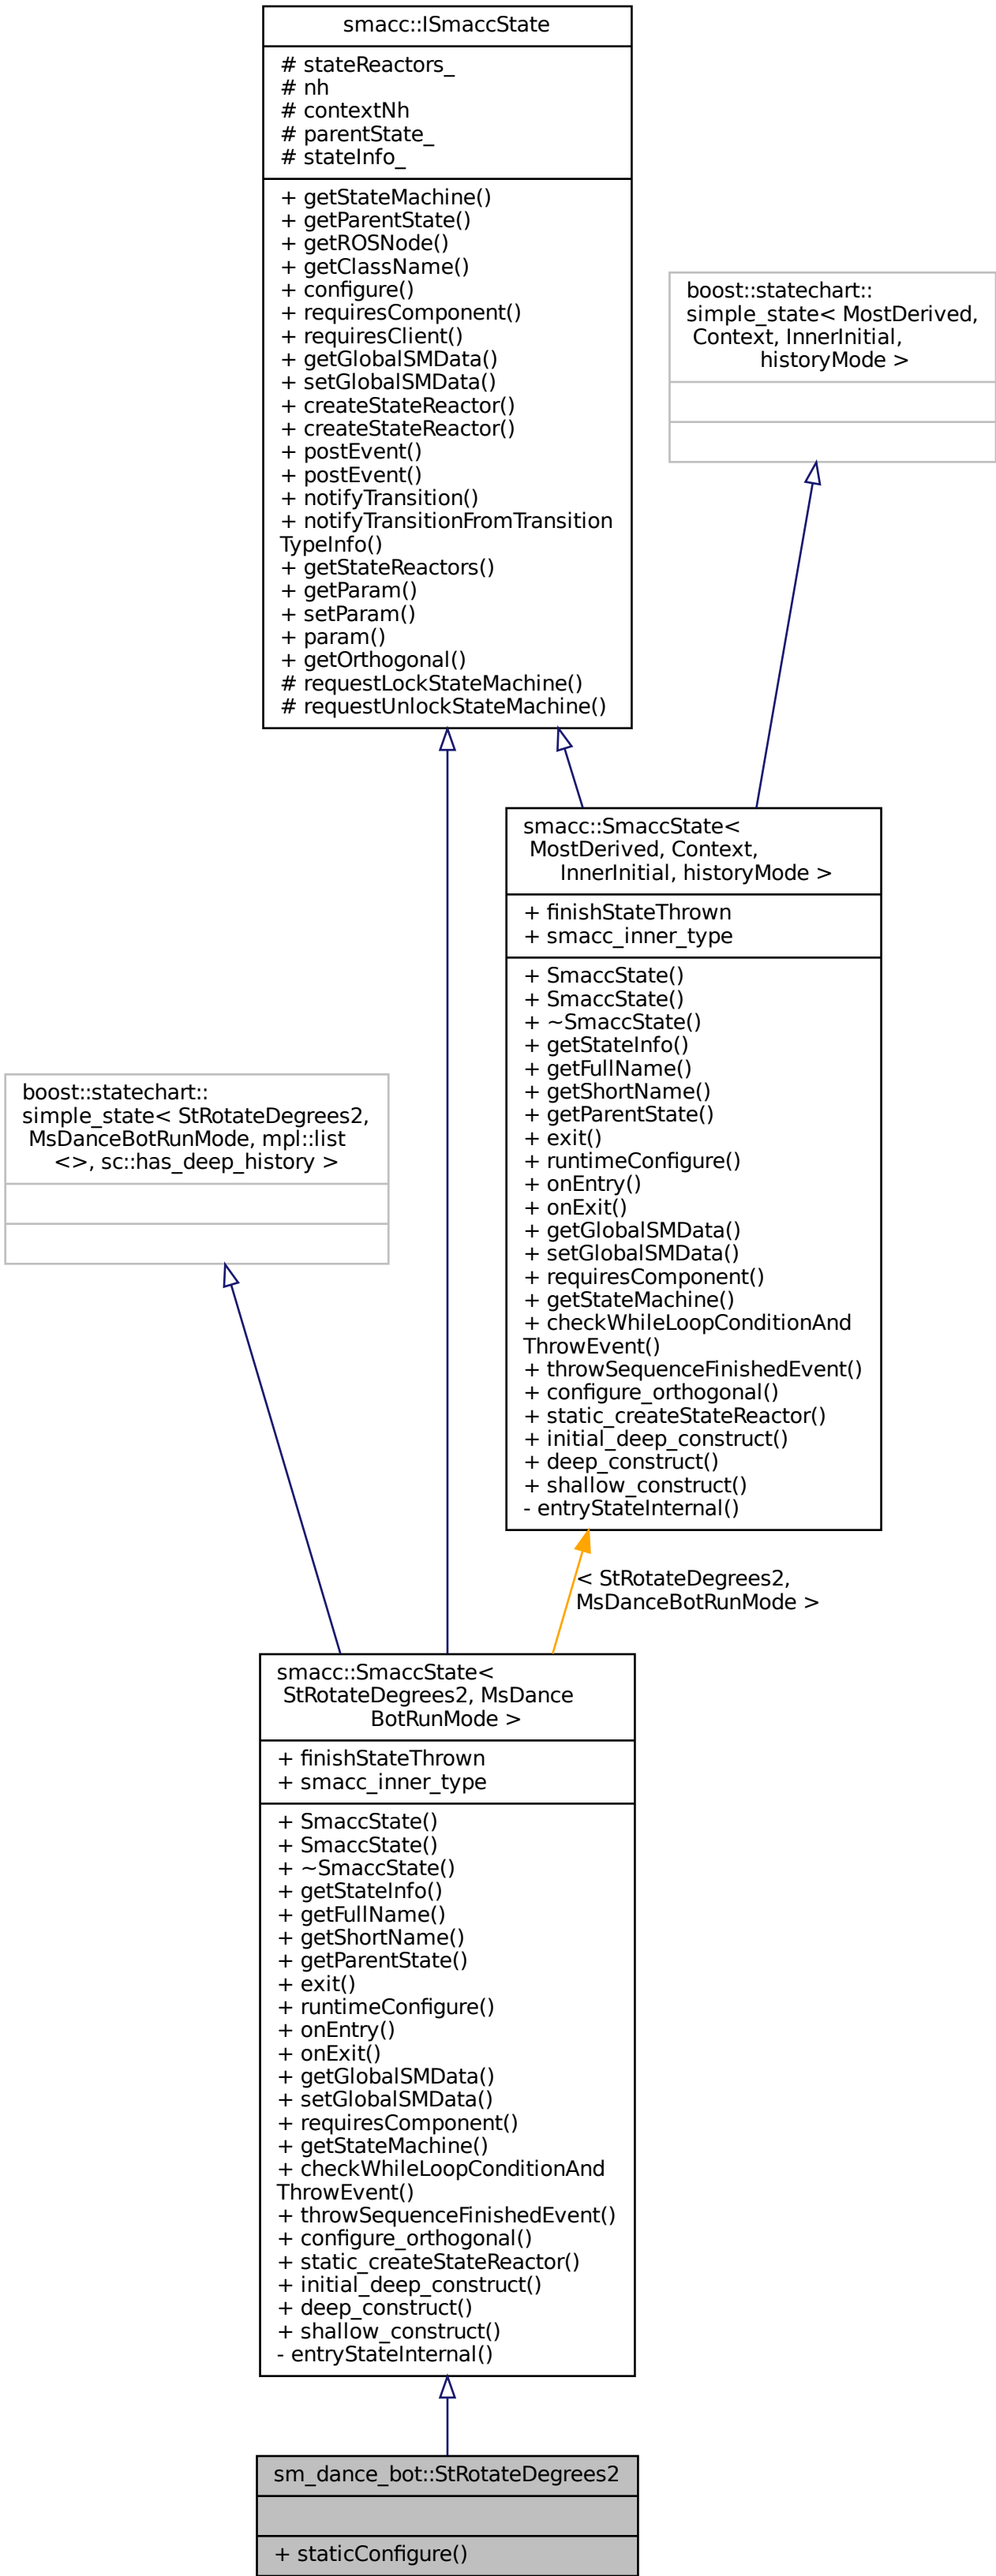 smacc::ISmaccState
# stateReactors_
# nh
# contextNh
# parentState_
# stateInfo_
+ getStateMachine()
+ getParentState()
+ getROSNode()
+ getClassName()
+ configure()
+ requiresComponent()
+ requiresClient()
+ getGlobalSMData()
+ setGlobalSMData()
+ createStateReactor()
+ createStateReactor()
+ postEvent()
+ postEvent()
+ notifyTransition()
+ notifyTransitionFromTransition
TypeInfo()
+ getStateReactors()
+ getParam()
+ setParam()
+ param()
+ getOrthogonal()
# requestLockStateMachine()
# requestUnlockStateMachine()
boost::statechart::
simple_state< MostDerived,
Context, InnerInitial,
historyMode >
smacc::SmaccState<
MostDerived, Context,
InnerInitial, historyMode >
+ finishStateThrown
+ smacc_inner_type
+ SmaccState()
+ SmaccState()
+ ~SmaccState()
+ getStateInfo()
+ getFullName()
+ getShortName()
+ getParentState()
+ exit()
+ runtimeConfigure()
+ onEntry()
+ onExit()
+ getGlobalSMData()
+ setGlobalSMData()
+ requiresComponent()
+ getStateMachine()
+ checkWhileLoopConditionAnd
ThrowEvent()
+ throwSequenceFinishedEvent()
+ configure_orthogonal()
+ static_createStateReactor()
+ initial_deep_construct()
+ deep_construct()
+ shallow_construct()
- entryStateInternal()
boost::statechart::
simple_state< StRotateDegrees2,
MsDanceBotRunMode, mpl::list
<>, sc::has_deep_history >
< StRotateDegrees2,
MsDanceBotRunMode >
smacc::SmaccState<
StRotateDegrees2, MsDance
BotRunMode >
+ finishStateThrown
+ smacc_inner_type
+ SmaccState()
+ SmaccState()
+ ~SmaccState()
+ getStateInfo()
+ getFullName()
+ getShortName()
+ getParentState()
+ exit()
+ runtimeConfigure()
+ onEntry()
+ onExit()
+ getGlobalSMData()
+ setGlobalSMData()
+ requiresComponent()
+ getStateMachine()
+ checkWhileLoopConditionAnd
ThrowEvent()
+ throwSequenceFinishedEvent()
+ configure_orthogonal()
+ static_createStateReactor()
+ initial_deep_construct()
+ deep_construct()
+ shallow_construct()
- entryStateInternal()
sm_dance_bot::StRotateDegrees2
+ staticConfigure()